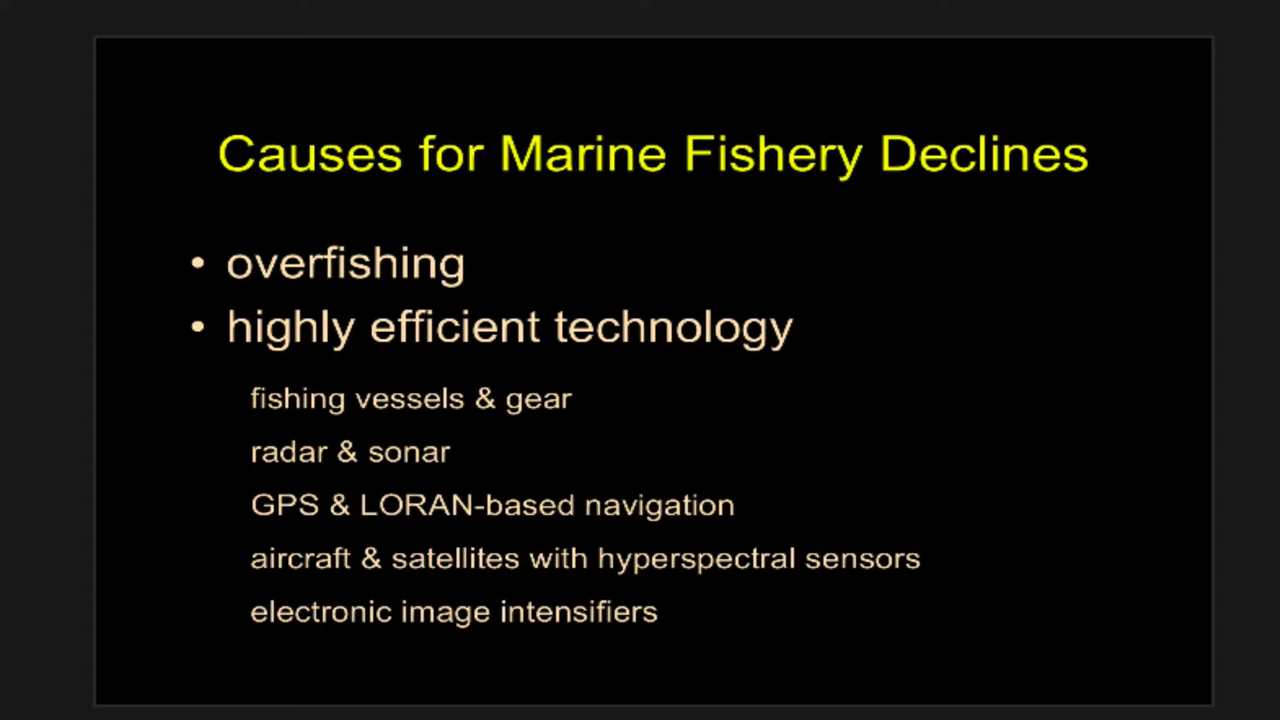 Causes for Marine Fishery Declines
• overfishing
• highly efficient technology
fishing vessels & gear
radar & sonar
GPS & LORAN-based navigation
aircraft & satellites with hyperspectral sensors
electronic image intensifiers